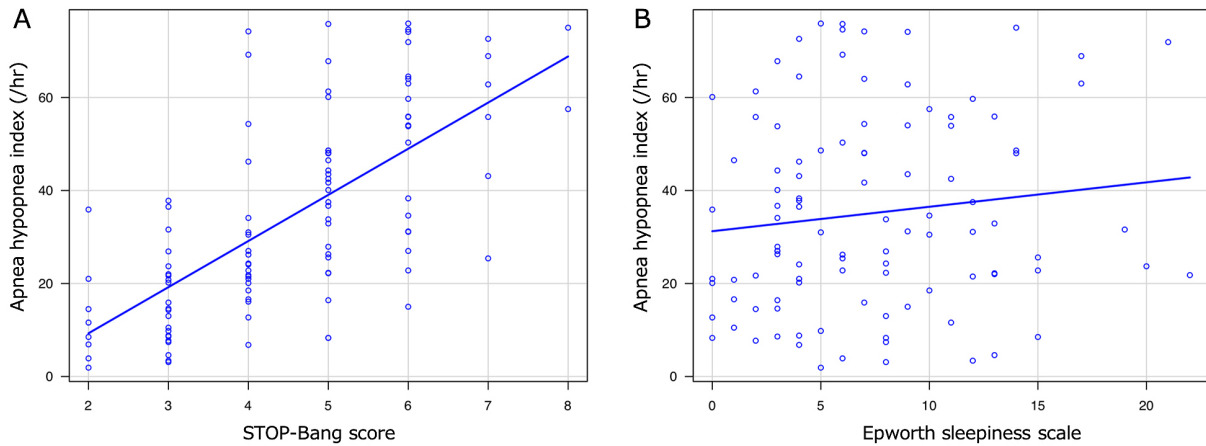 A
Apnea hypopnea index (/hr)
60
40
20
0
2 3 4 5 6 7 8
STOP-Bang score
B
Apnea hypopnea index (/hr)
60
40
20
0
0 5 10 15 20
Epworth sleepiness scale